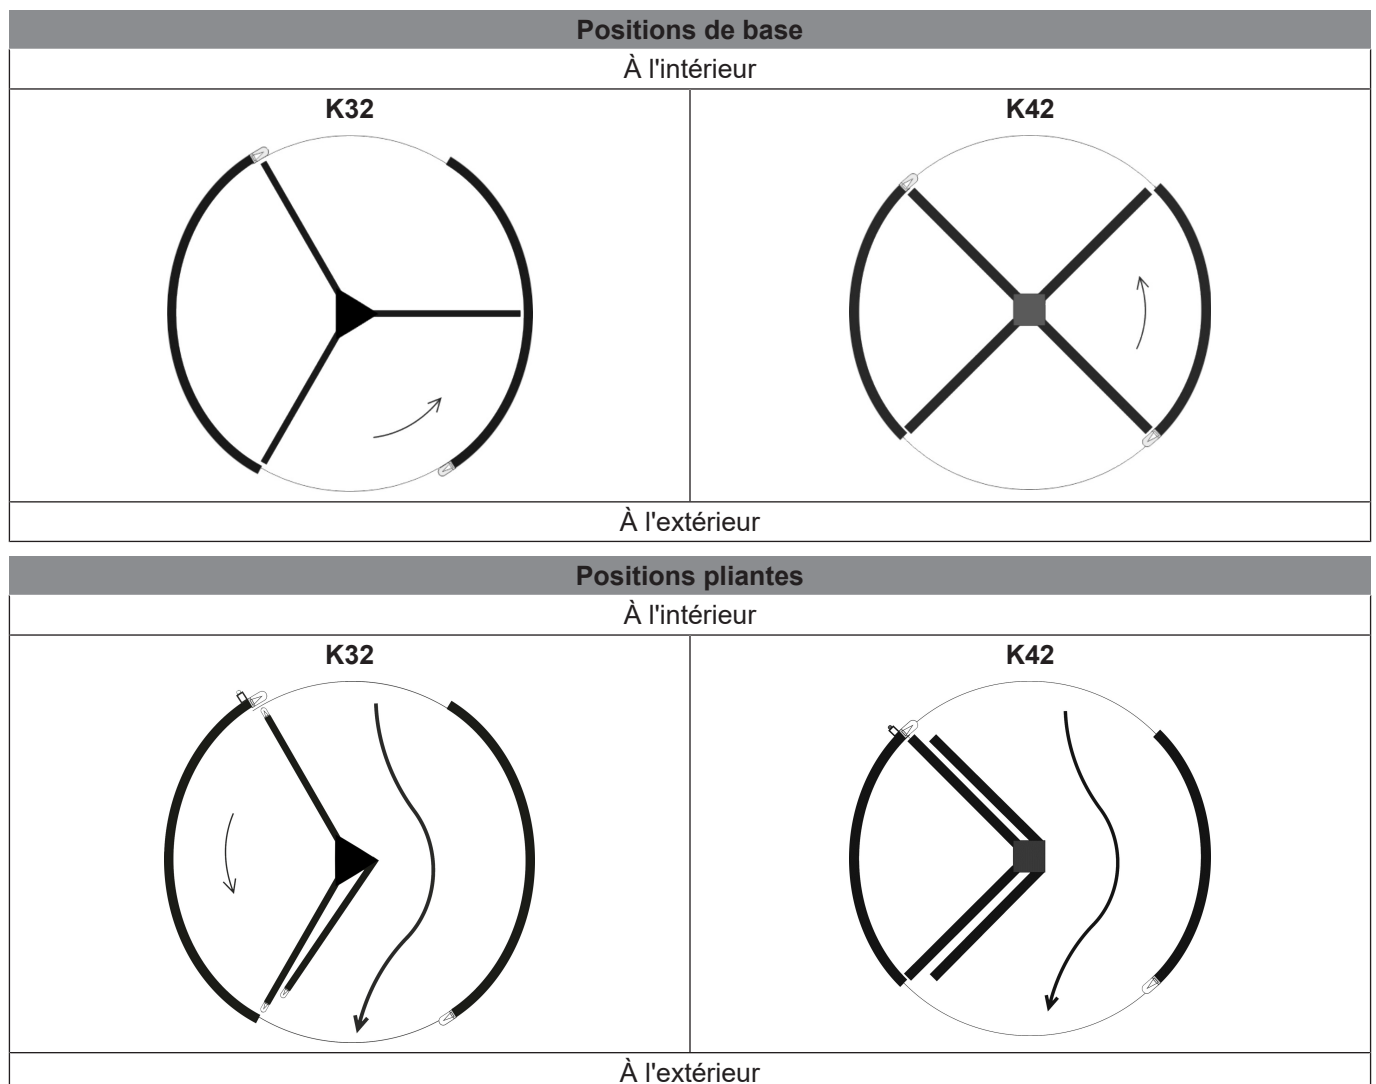 Positions de base
À l'intérieur
K32
K42
À l'extérieur
Positions pliantes
À l'intérieur
K32
K42
À l'extérieur